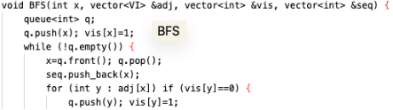 void BFS(int x, vector<VI> &adj, vector<int> &vis, vector<int> &seq) {
queue<int> q;
q.push(x); vis[x]=1;
BFS
while (!q.empty()) {
x=q.front(); q.pop();
seq.push_back(x);
for (int y : adj[x]) if (vis[y]==0) {
q.push(y); vis[y]=1;